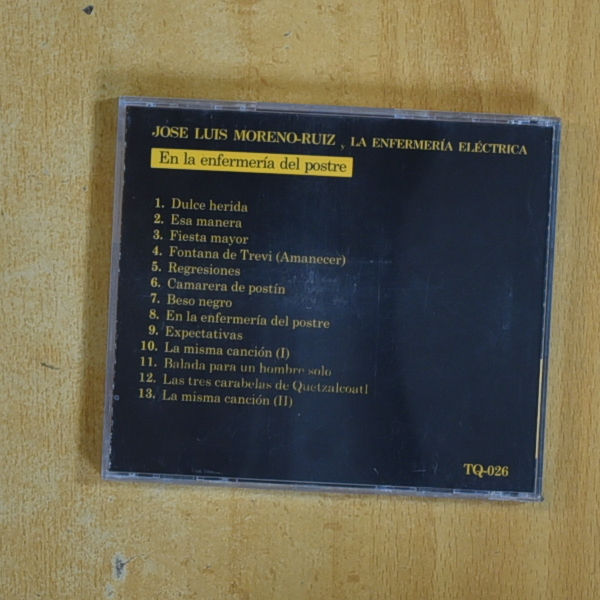 JOSE LUIS MORENO-RUIZ , LA ENFERMERÍA ELÉCTRICA
En la enfermería del postre
1. Dulce herida
2. Esa manera
3. Fiesta mayor
4. Fontana de Trevi (Amanecer)
5. Regresiones
6. Camarera de postín
7. Beso negro
8. En la enfermería del postre
9. Expectativas
10. La misma canción (I)
11. Balada para un hombre solo
12. Las tres carabelas de Quetzalcoatl
13. La misma canción (II)
TQ-026